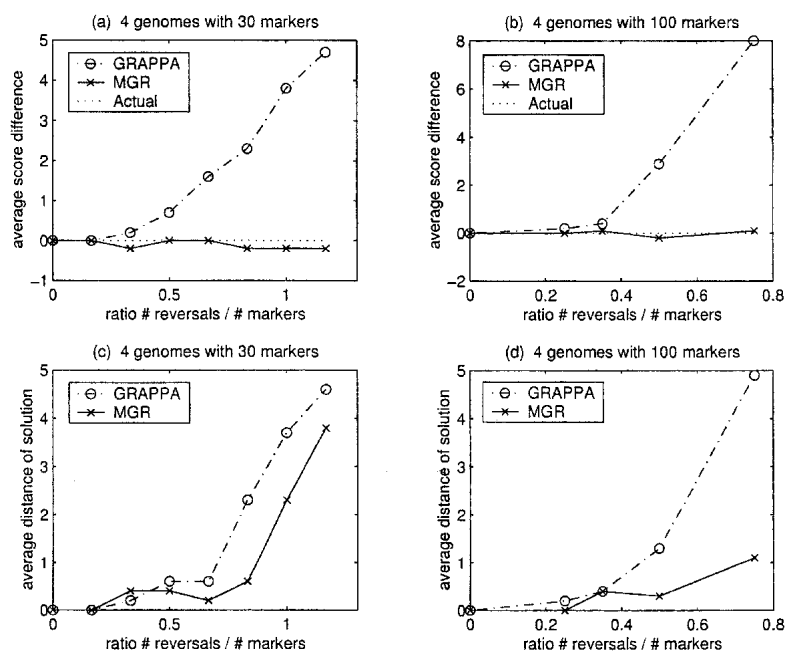 (a) 4 genomes with 30 markers
5
4
3
2
1
0
−1
average score difference
GRAPPA
MGR
Actual
0
0.5
1
ratio # reversals / # markers
(b) 4 genomes with 100 markers
8
6
4
2
0
−2
average score difference
GRAPPA
MGR
Actual
0
0.2
0.4
0.6
0.8
ratio # reversals / # markers
(c) 4 genomes with 30 markers
5
4
3
2
1
0
average distance of solution
GRAPPA
MGR
0
0.5
1
ratio # reversals / # markers
(d) 4 genomes with 100 markers
5
4
3
2
1
0
average distance of solution
GRAPPA
MGR
0
0.2
0.4
0.6
0.8
ratio # reversals / # markers